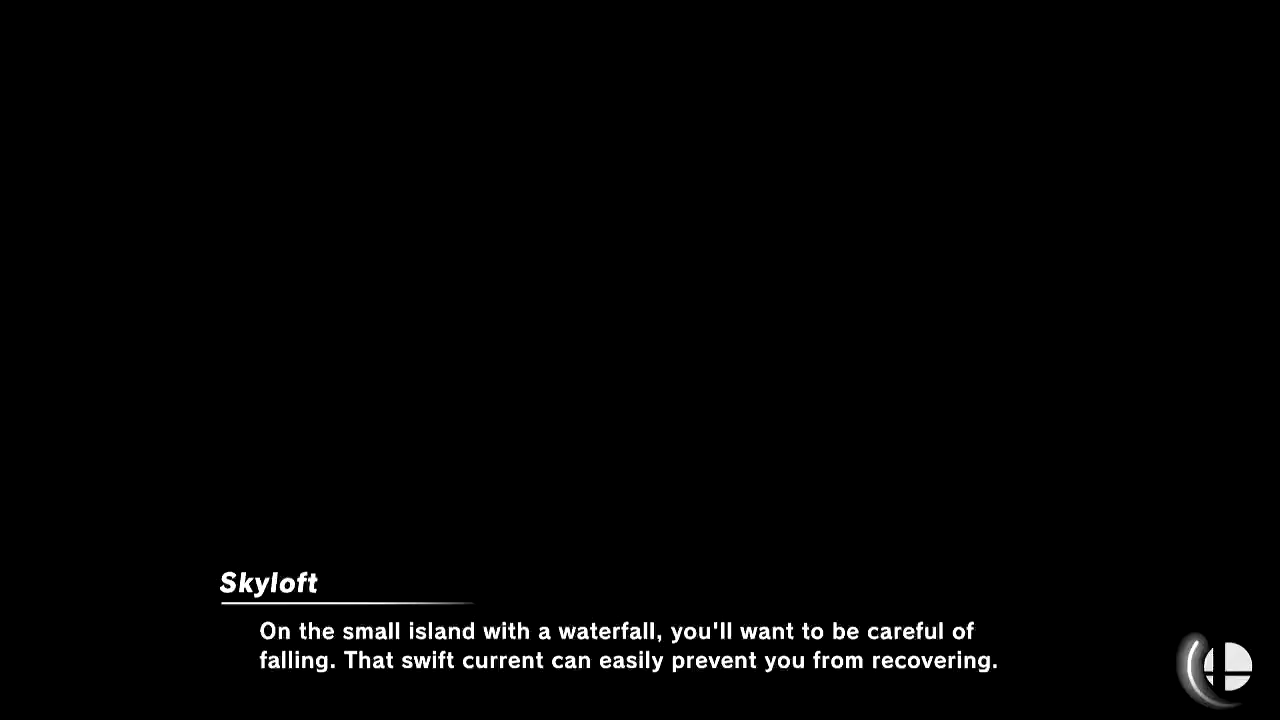 Skyloft
On the small island with a waterfall, you'll want to be careful of
falling. That swift current can easily prevent you from recovering.